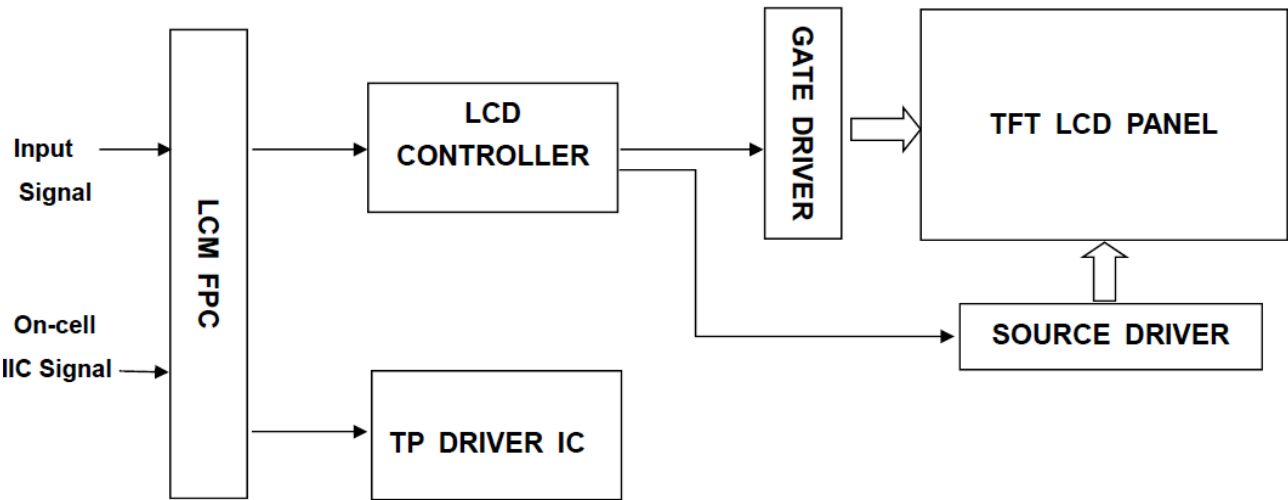 Input
Signal
On-cell
IIC Signal
LCM FPC
LCD
CONTROLLER
TP DRIVER IC
GATE DRIVER
TFT LCD PANEL
SOURCE DRIVER